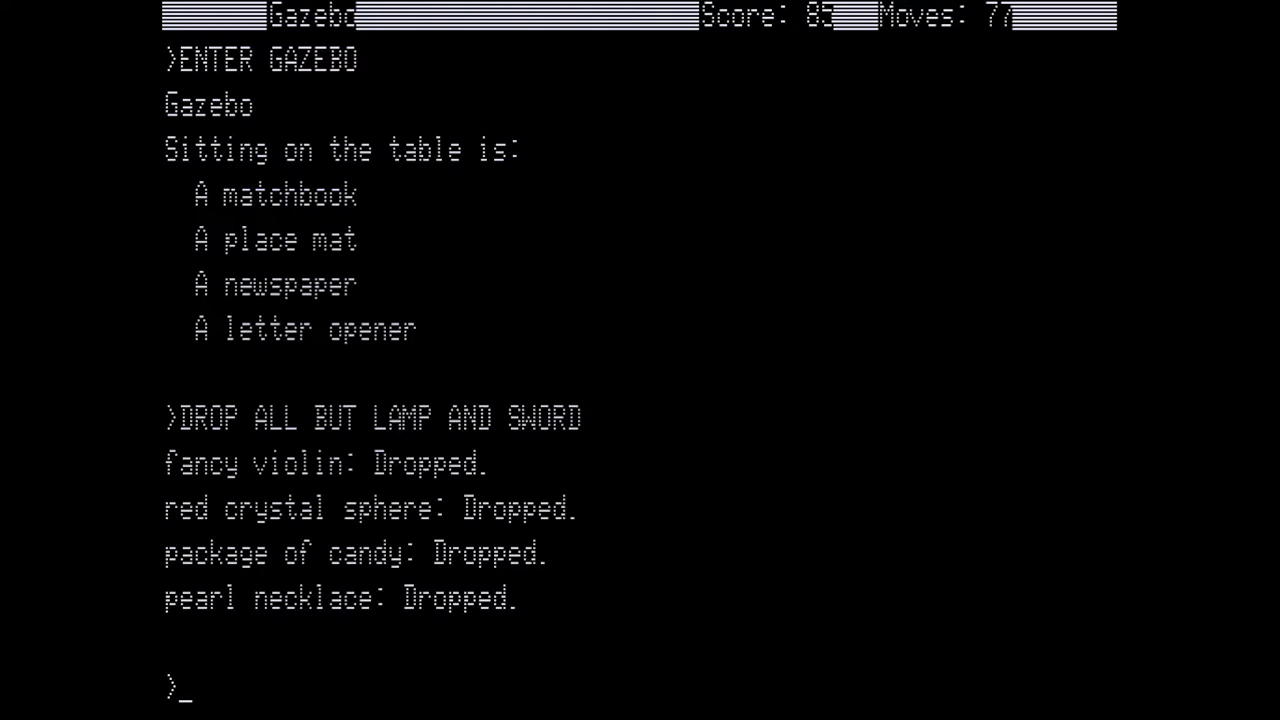 Gazebo Score: 85 Moves: 77
>ENTER GAZEBO
Gazebo
Sitting on the table is:
A matchbook
A place mat
A newspaper
A letter opener
>DROP ALL BUT LAMP AND SWORD
fancy violin: Dropped.
red crystal sphere: Dropped.
package of candy: Dropped.
pearl necklace: Dropped.
>_